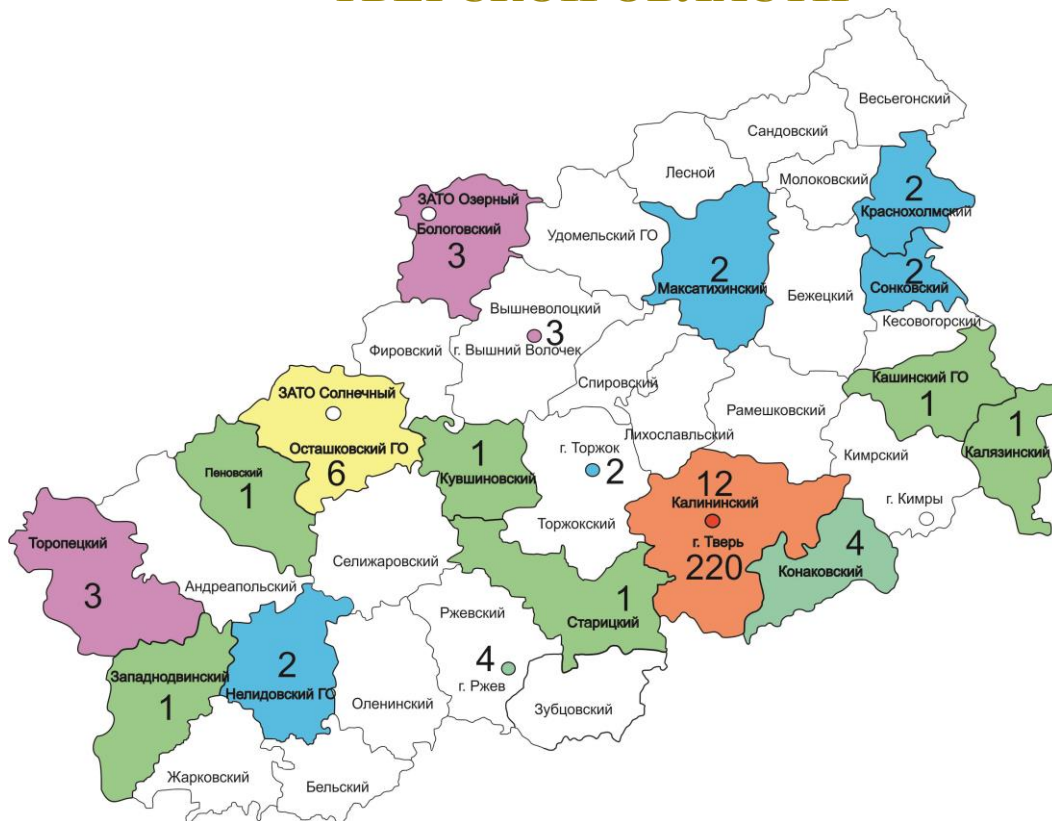 Весьегонский
Сандовский
Лесной
Молоковский
2
Краснохолмский
ЗАТО Озерный
Бологовский
3
Удомельский ГО
2
Максатихинский
Бежецкий
2
Сонковский
Кесовогорский
Вышневолоцкий
3
г. Вышний Волочек
Фировский
Спировский
Кашинский ГО
1
1
Калязинский
ЗАТО Солнечный
Осташковский ГО
6
Рамешковский
Лихославльский
Кимрский
г. Кимры
1
Кувшиновский
г. Торжок
2
Торжокский
Пеновский
1
12
Калининский
г. Тверь
220
4
Конаковский
Торопецкий
3
Андреапольский
Селижаровский
1
Старицкий
Ржевский
4
г. Ржев
Западнодвинский
1
2
Нелидовский ГО
Оленинский
Зубцовский
Жарковский
Бельский